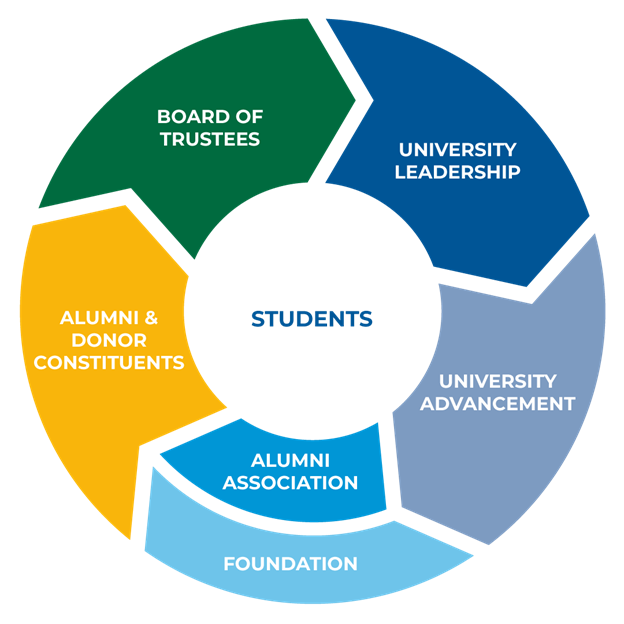 BOARD OF
TRUSTEES
UNIVERSITY
LEADERSHIP
ALUMNI &
DONOR
CONSTITUENTS
STUDENTS
UNIVERSITY
ADVANCEMENT
ALUMNI
ASSOCIATION
FOUNDATION